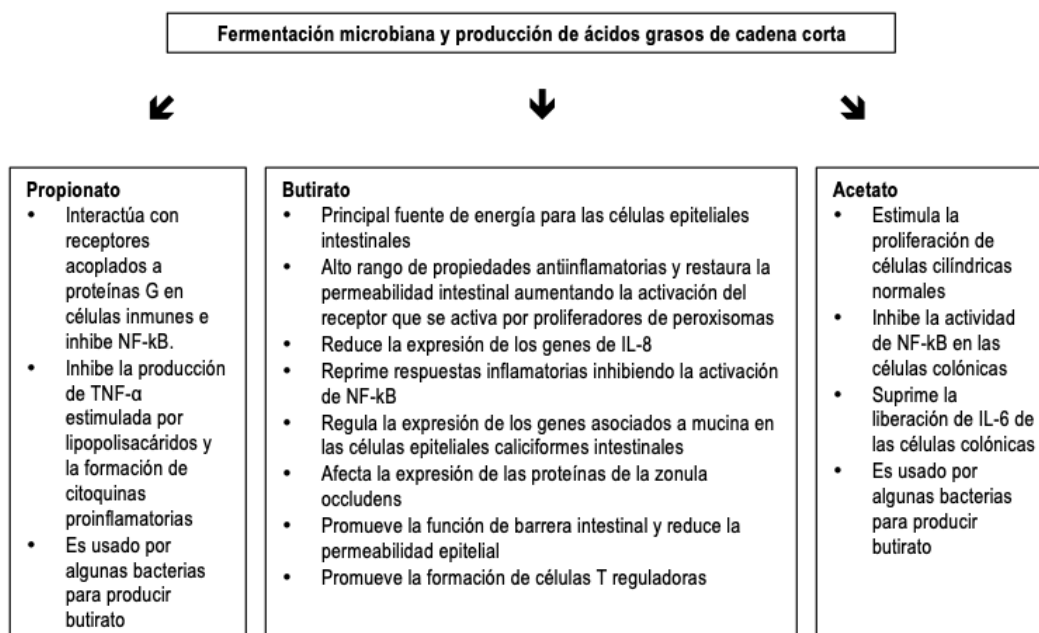 Fermentación microbiana y producción de ácidos grasos de cadena corta
Propionato
• Interactúa con
receptores
acoplados a
proteínas G en
células inmunes e
inhibe NF-kB.
• Inhibe la producción
de TNF-α
estimulada por
lipopolisacáridos y
la formación de
citoquinas
proinflamatorias
• Es usado por
algunas bacterias
para producir
butirato
Butirato
• Principal fuente de energía para las células epiteliales
intestinales
• Alto rango de propiedades antiinflamatorias y restaura la
permeabilidad intestinal aumentando la activación del
receptor que se activa por proliferadores de peroxisomas
• Reduce la expresión de los genes de IL-8
• Reprime respuestas inflamatorias inhibiendo la activación
de NF-kB
• Regula la expresión de los genes asociados a mucina en
las células epiteliales caliciformes intestinales
• Afecta la expresión de las proteínas de la zonula
occludens
• Promueve la función de barrera intestinal y reduce la
permeabilidad epitelial
• Promueve la formación de células T reguladoras
Acetato
• Estimula la
proliferación de
células cilíndricas
normales
• Inhibe la actividad
de NF-kB en las
células colónicas
• Suprime la
liberación de IL-6 de
las células colónicas
• Es usado por
algunas bacterias
para producir
butirato